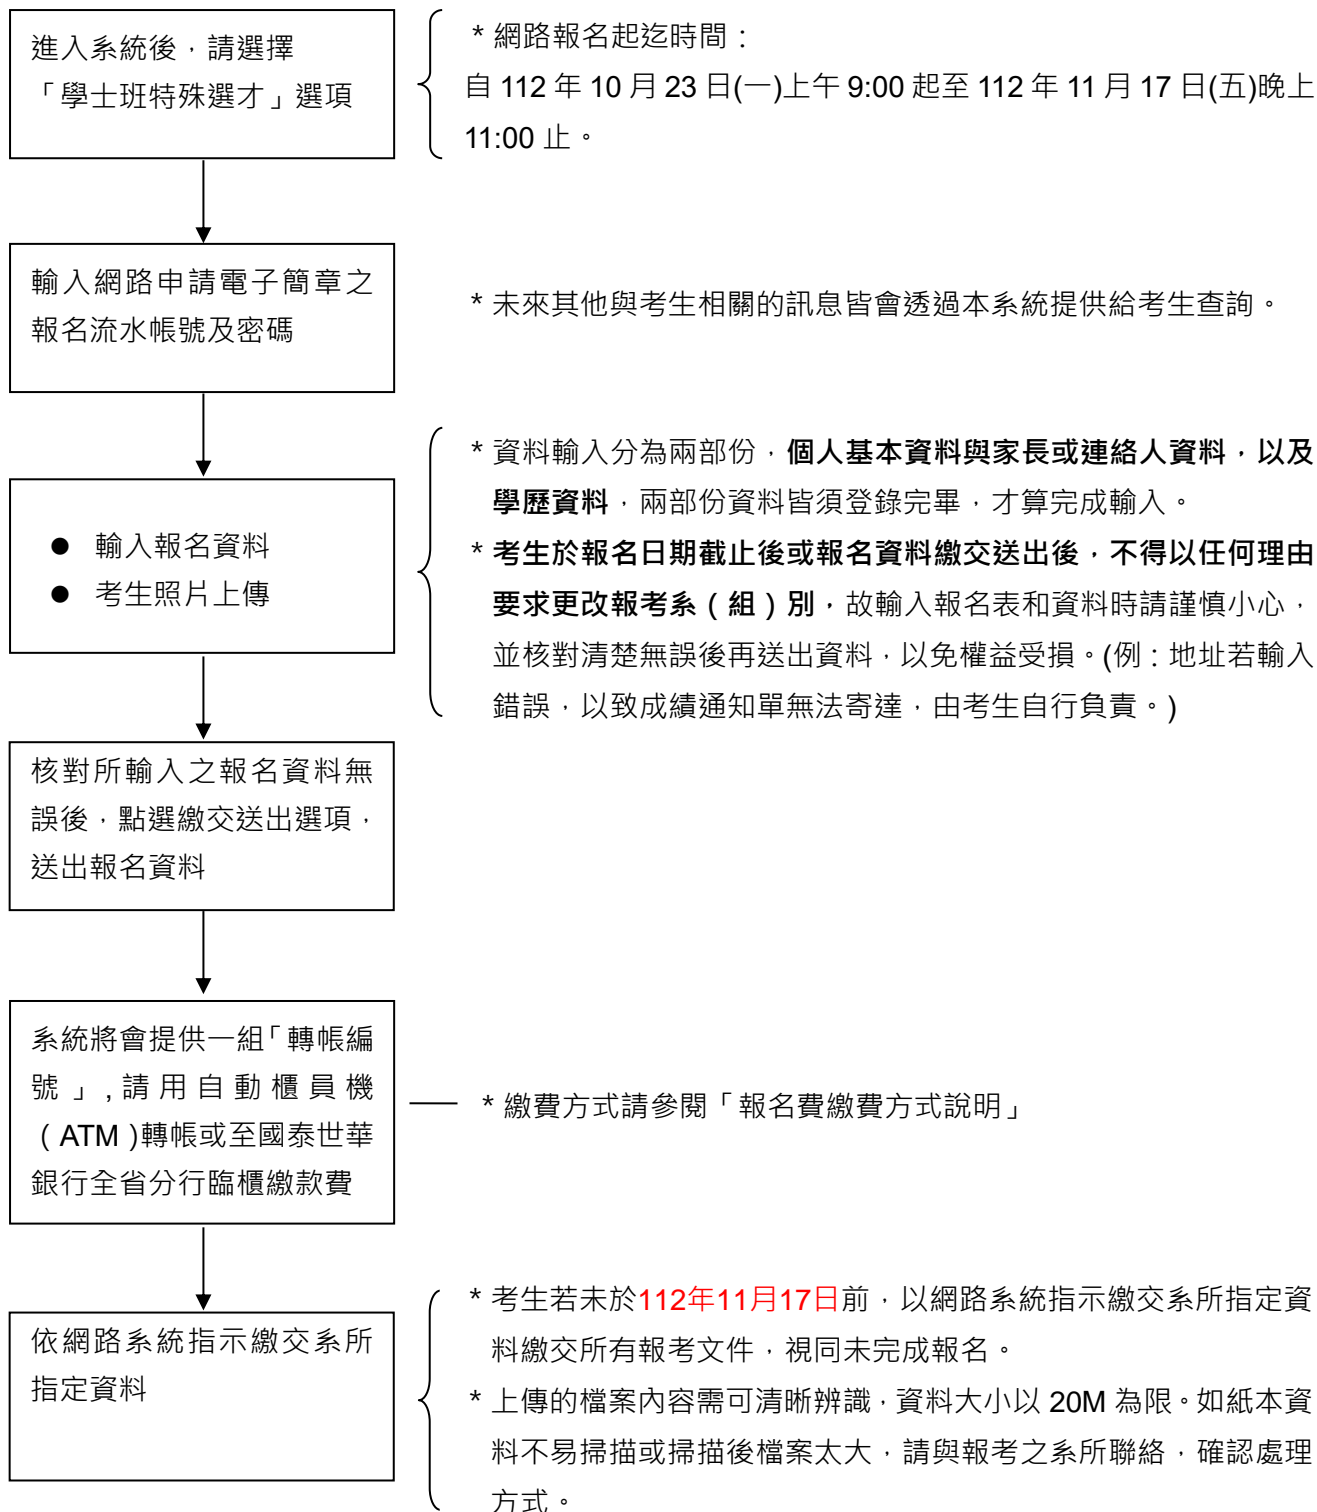 進入系統後，請選擇
「學士班特殊選才」選項
* 網路報名起迄時間：
自 112 年 10 月 23 日(一)上午 9:00 起至 112 年 11 月 17 日(五)晚上
11:00 止。
輸入網路申請電子簡章之
報名流水帳號及密碼
* 未來其他與考生相關的訊息皆會透過本系統提供給考生查詢。
● 輸入報名資料
● 考生照片上傳
* 資料輸入分為兩部份，個人基本資料與家長或連絡人資料，以及
學歷資料，兩部份資料皆須登錄完畢，才算完成輸入。
* 考生於報名日期截止後或報名資料繳交送出後，不得以任何理由
要求更改報考系（組）別，故輸入報名表和資料時請謹慎小心，
並核對清楚無誤後再送出資料，以免權益受損。(例：地址若輸入
錯誤，以致成績通知單無法寄達，由考生自行負責。)
核對所輸入之報名資料無
誤後，點選繳交送出選項，
送出報名資料
系統將會提供一組「轉帳編
號」,請用自動櫃員機
（ATM）轉帳或至國泰世華
銀行全省分行臨櫃繳款費
* 繳費方式請參閱「報名費繳費方式說明」
依網路系統指示繳交系所
指定資料
* 考生若未於112年11月17日前，以網路系統指示繳交系所指定資
料繳交所有報考文件，視同未完成報名。
* 上傳的檔案內容需可清晰辨識，資料大小以 20M 為限。如紙本資
料不易掃描或掃描後檔案太大，請與報考之系所聯絡，確認處理
方式。